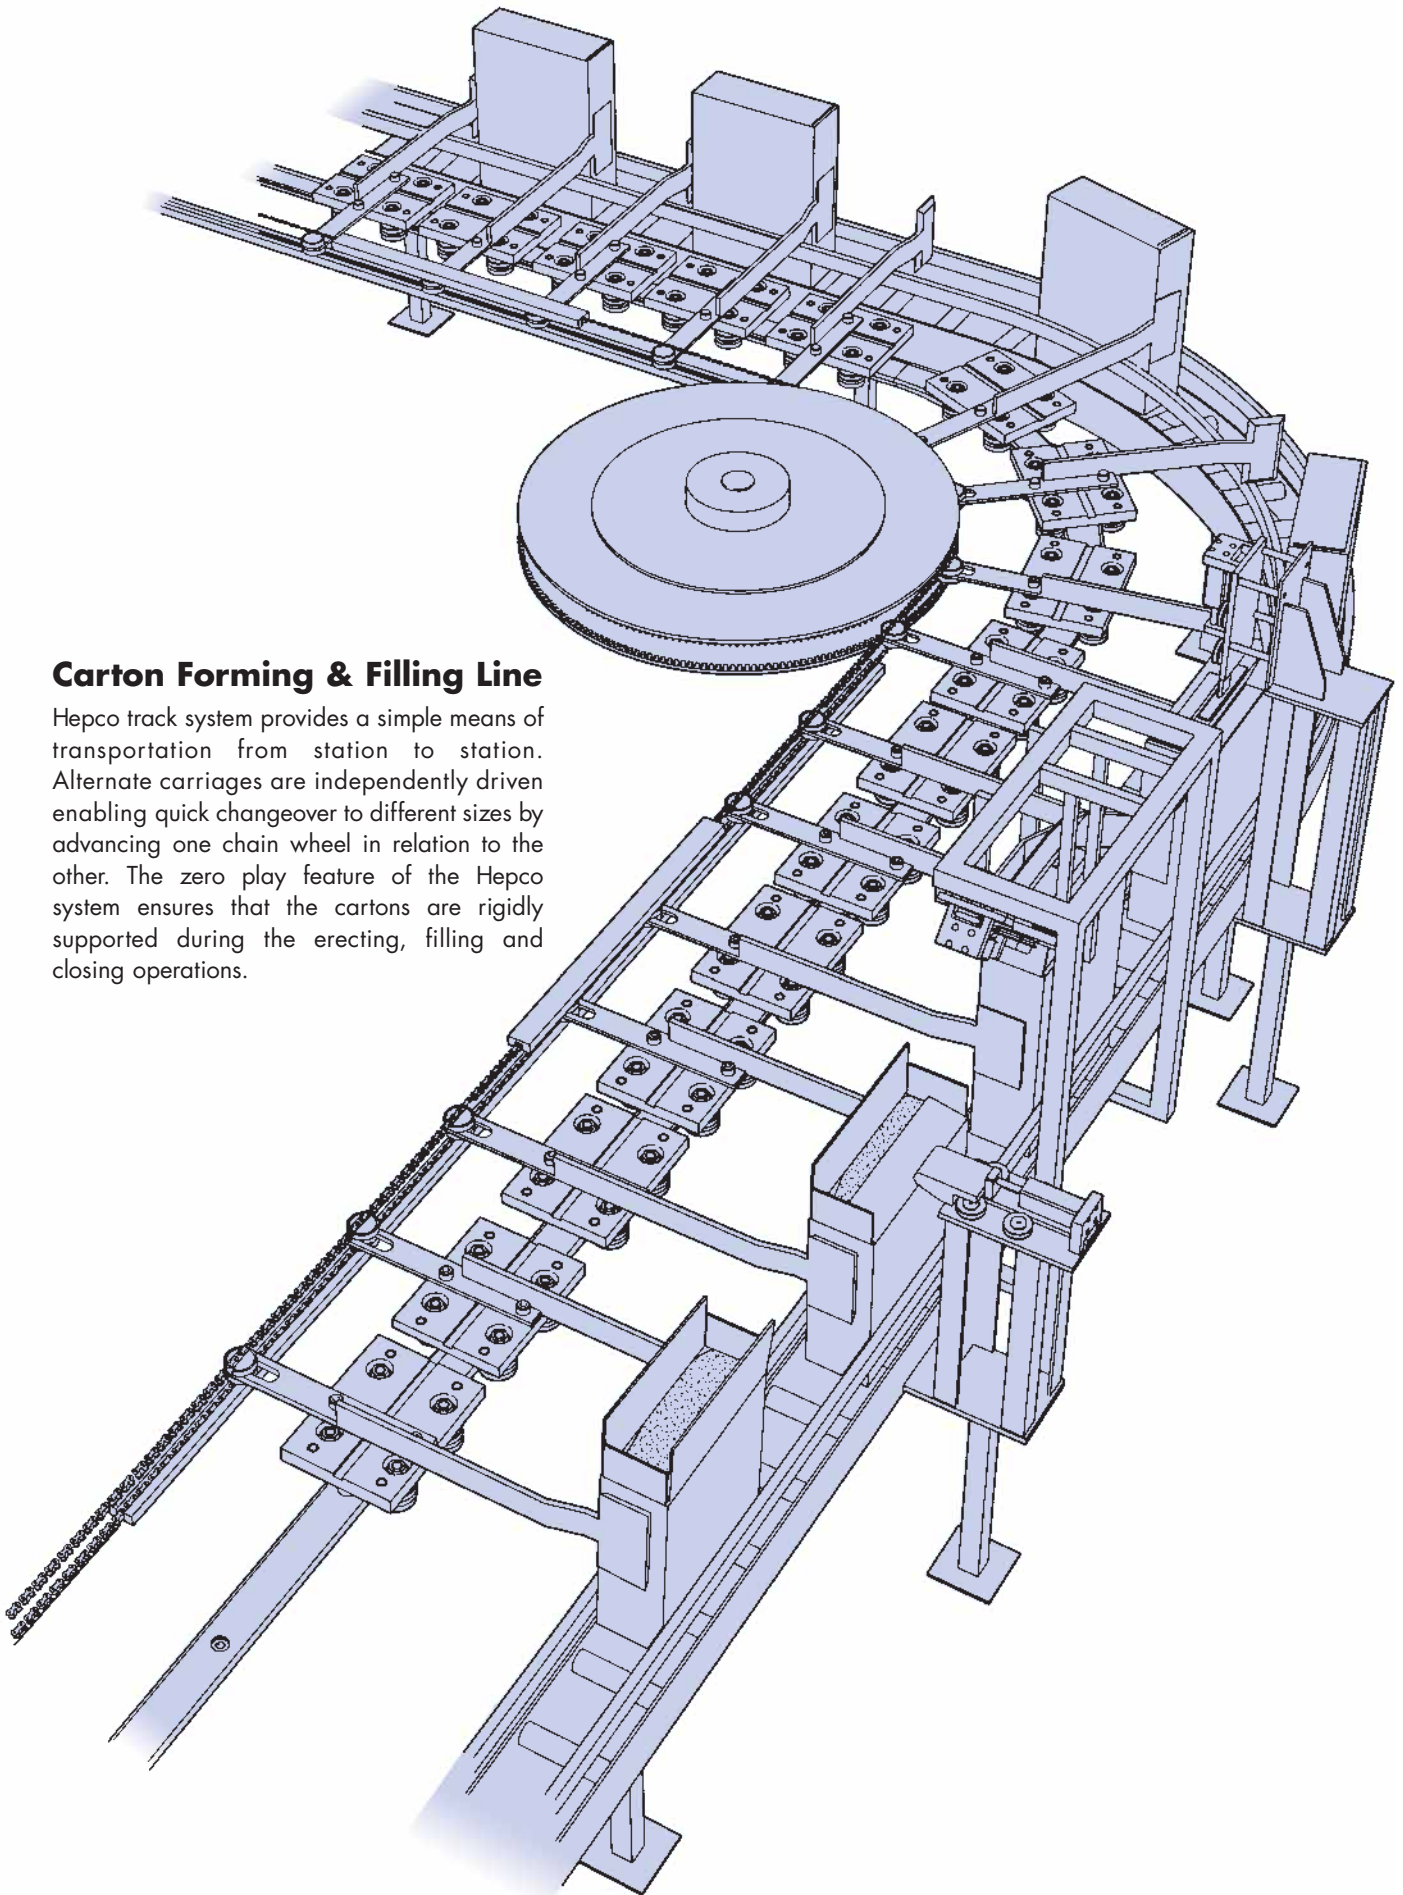 Carton Forming & Filling Line
Hepco track system provides a simple means of
transportation from station to station.
Alternate carriages are independently driven
enabling quick changeover to different sizes by
advancing one chain wheel in relation to the
other. The zero play feature of the Hepco
system ensures that the cartons are rigidly
supported during the erecting, filling and
closing operations.